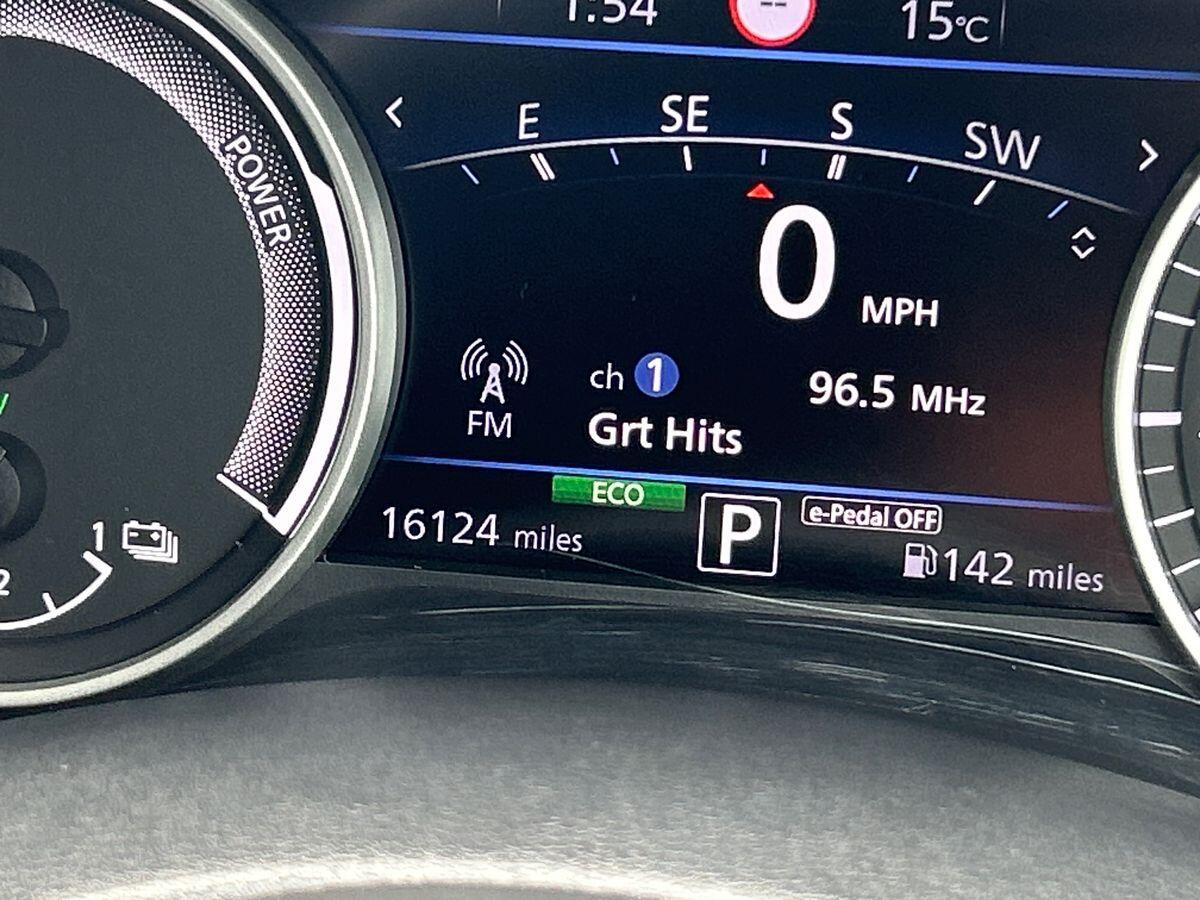 1:54
--
15°C
< E SE S SW >
POWER
0 MPH
ch 1 96.5 MHz
FM
Grt Hits
ECO
16124 miles
P
e-Pedal OFF
142 miles
1
2